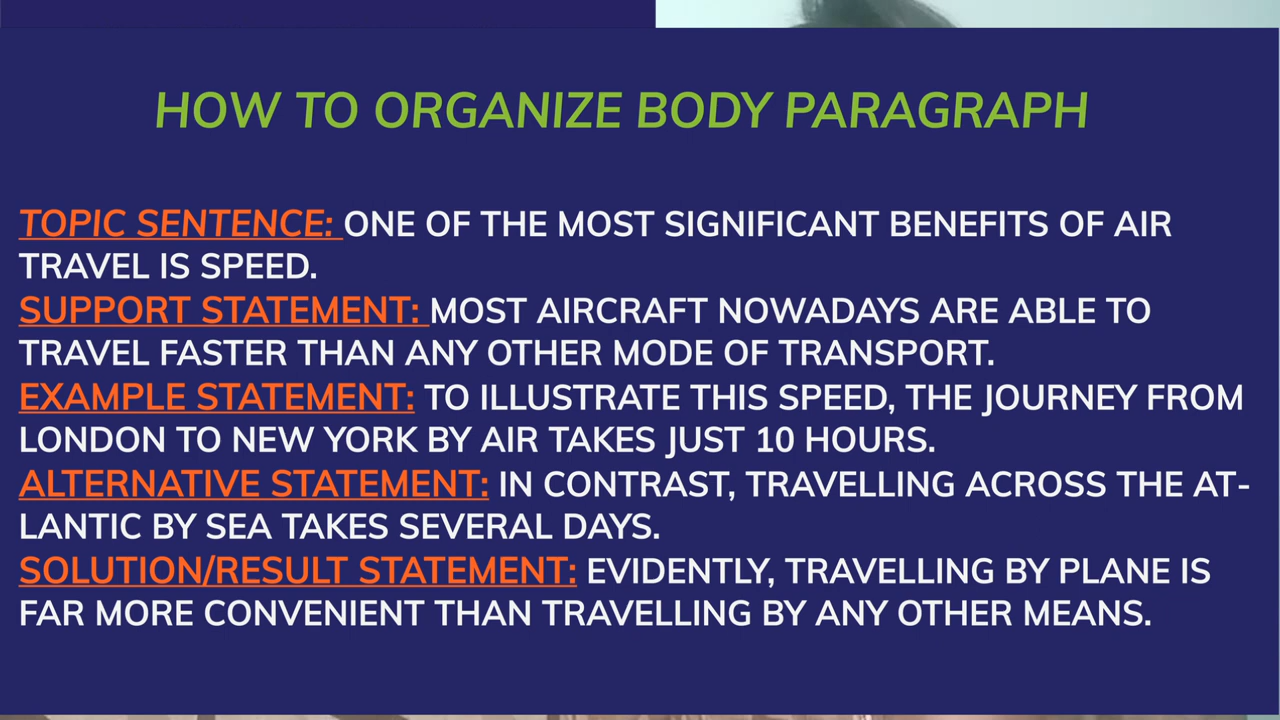 HOW TO ORGANIZE BODY PARAGRAPH
TOPIC SENTENCE: ONE OF THE MOST SIGNIFICANT BENEFITS OF AIR
TRAVEL IS SPEED.
SUPPORT STATEMENT: MOST AIRCRAFT NOWADAYS ARE ABLE TO
TRAVEL FASTER THAN ANY OTHER MODE OF TRANSPORT.
EXAMPLE STATEMENT: TO ILLUSTRATE THIS SPEED, THE JOURNEY FROM
LONDON TO NEW YORK BY AIR TAKES JUST 10 HOURS.
ALTERNATIVE STATEMENT: IN CONTRAST, TRAVELLING ACROSS THE AT-
LANTIC BY SEA TAKES SEVERAL DAYS.
SOLUTION/RESULT STATEMENT: EVIDENTLY, TRAVELLING BY PLANE IS
FAR MORE CONVENIENT THAN TRAVELLING BY ANY OTHER MEANS.